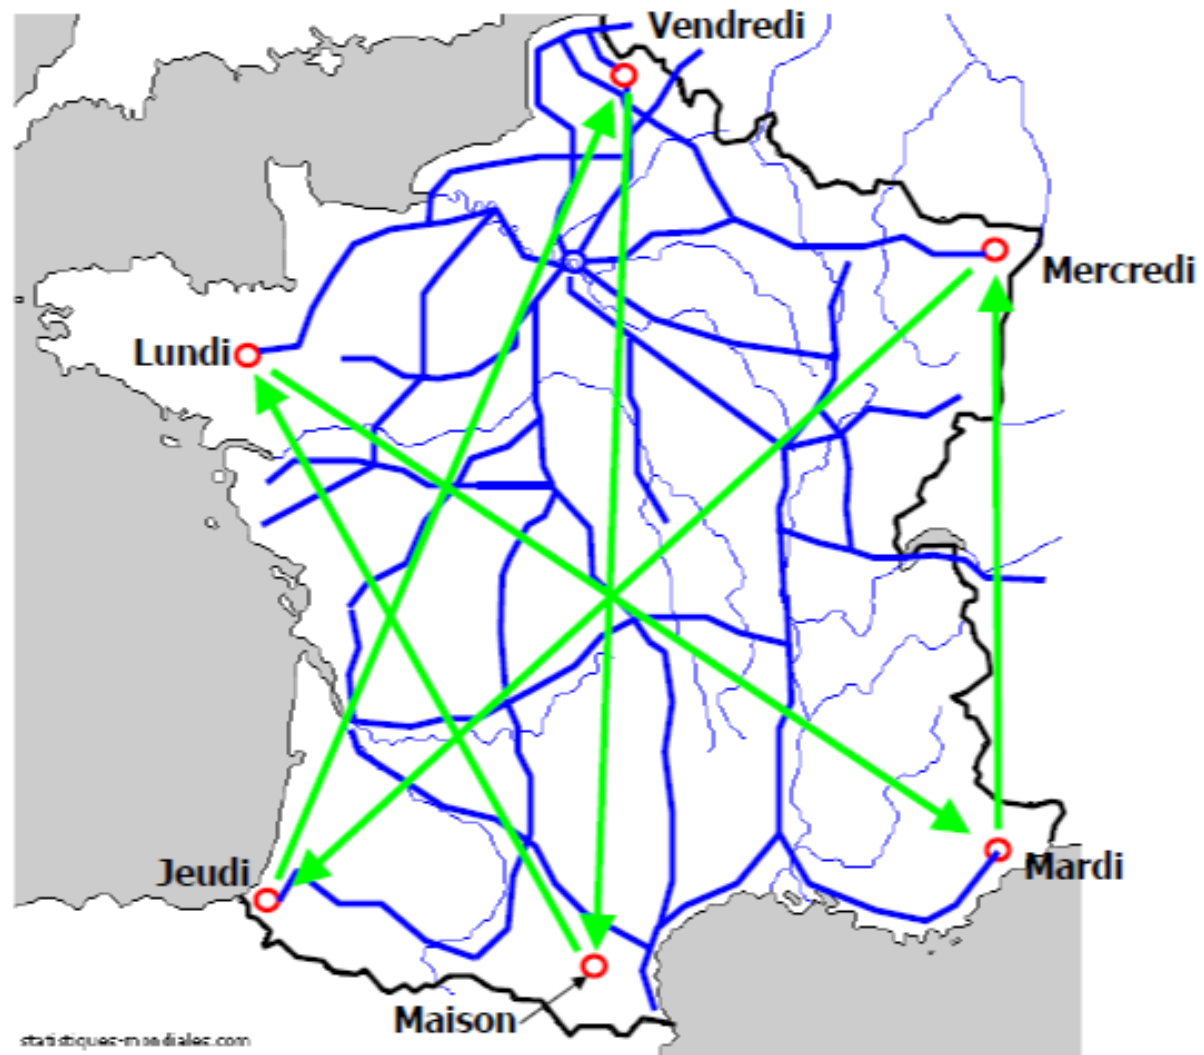 Vendredi
Mercredi
Lundi
Jeudi
Mardi
Maison
statistiques-mondiales.com